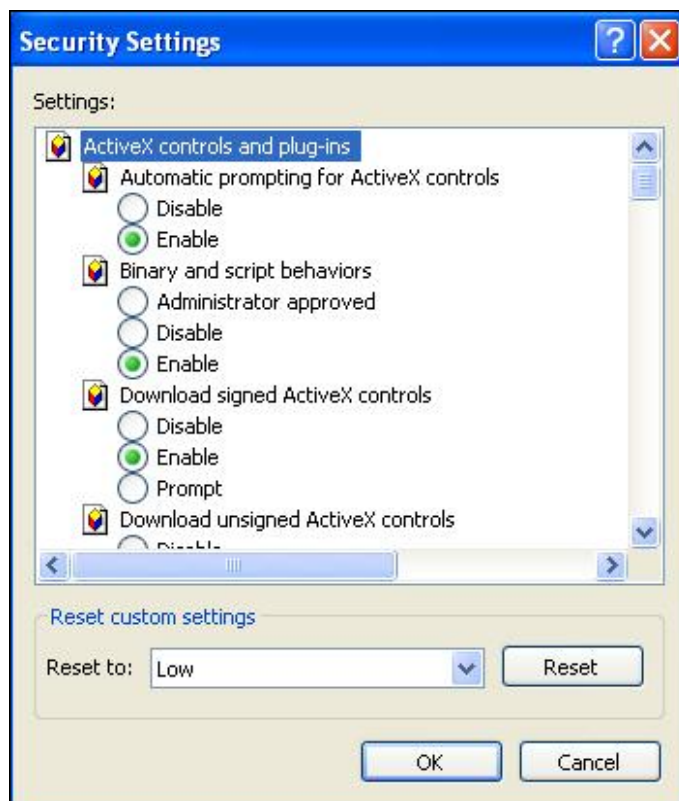 Security Settings
Settings:
ActiveX controls and plug-ins
Automatic prompting for ActiveX controls
Disable
Enable
Binary and script behaviors
Administrator approved
Disable
Enable
Download signed ActiveX controls
Disable
Enable
Prompt
Download unsigned ActiveX controls
Disable
Reset custom settings
Reset to: Low Reset
OK Cancel